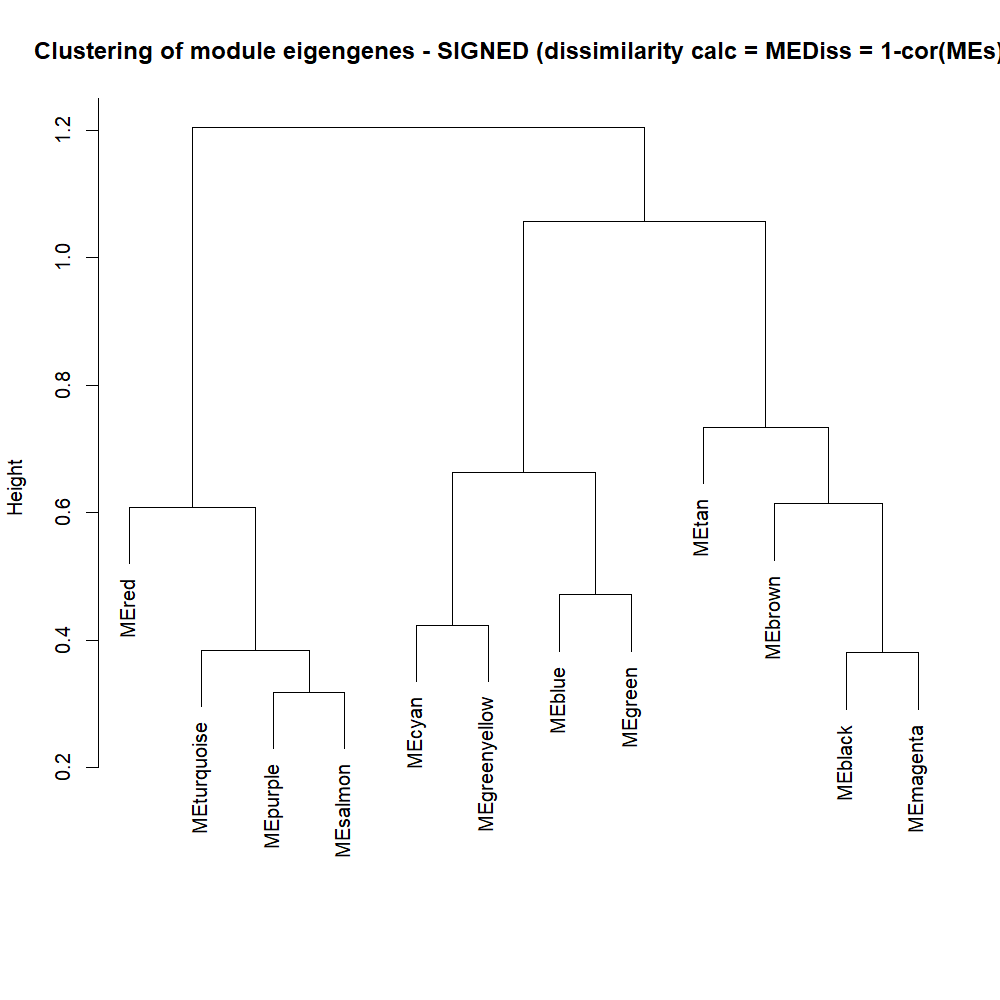 Clustering of module eigengenes - SIGNED (dissimilarity calc = MEDiss = 1-cor(MEs)
Height
1.2
1.0
0.8
0.6
0.4
0.2
MEred
MEturquoise
MEpurple
MEsalmon
MEcyan
MEgreenyellow
MEblue
MEgreen
MEtan
MEbrown
MEblack
MEmagenta